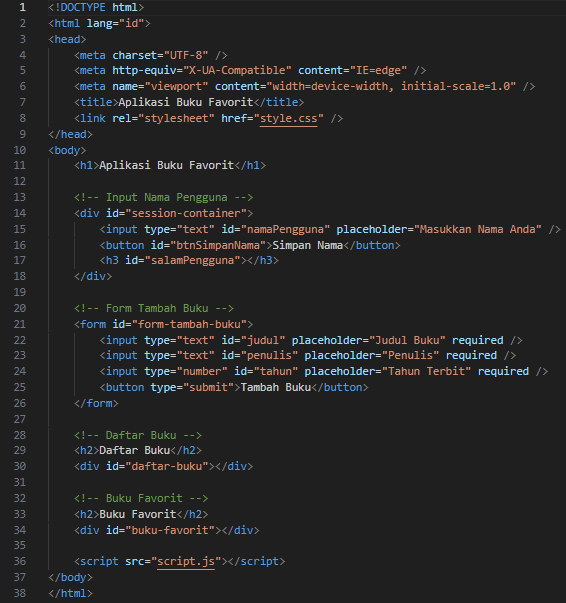 1 <!DOCTYPE html>
2 <html lang="id">
3 <head>
4     <meta charset="UTF-8" />
5     <meta http-equiv="X-UA-Compatible" content="IE=edge" />
6     <meta name="viewport" content="width=device-width, initial-scale=1.0" />
7     <title>Aplikasi Buku Favorit</title>
8     <link rel="stylesheet" href="style.css" />
9 </head>
10 <body>
11     <h1>Aplikasi Buku Favorit</h1>
12
13     <!-- Input Nama Pengguna -->
14     <div id="session-container">
15         <input type="text" id="namaPengguna" placeholder="Masukkan Nama Anda" />
16         <button id="btnSimpanNama">Simpan Nama</button>
17         <h3 id="salamPengguna"></h3>
18     </div>
19
20     <!-- Form Tambah Buku -->
21     <form id="form-tambah-buku">
22         <input type="text" id="judul" placeholder="Judul Buku" required />
23         <input type="text" id="penulis" placeholder="Penulis" required />
24         <input type="number" id="tahun" placeholder="Tahun Terbit" required />
25         <button type="submit">Tambah Buku</button>
26     </form>
27
28     <!-- Daftar Buku -->
29     <h2>Daftar Buku</h2>
30     <div id="daftar-buku"></div>
31
32     <!-- Buku Favorit -->
33     <h2>Buku Favorit</h2>
34     <div id="buku-favorit"></div>
35
36     <script src="script.js"></script>
37 </body>
38 </html>